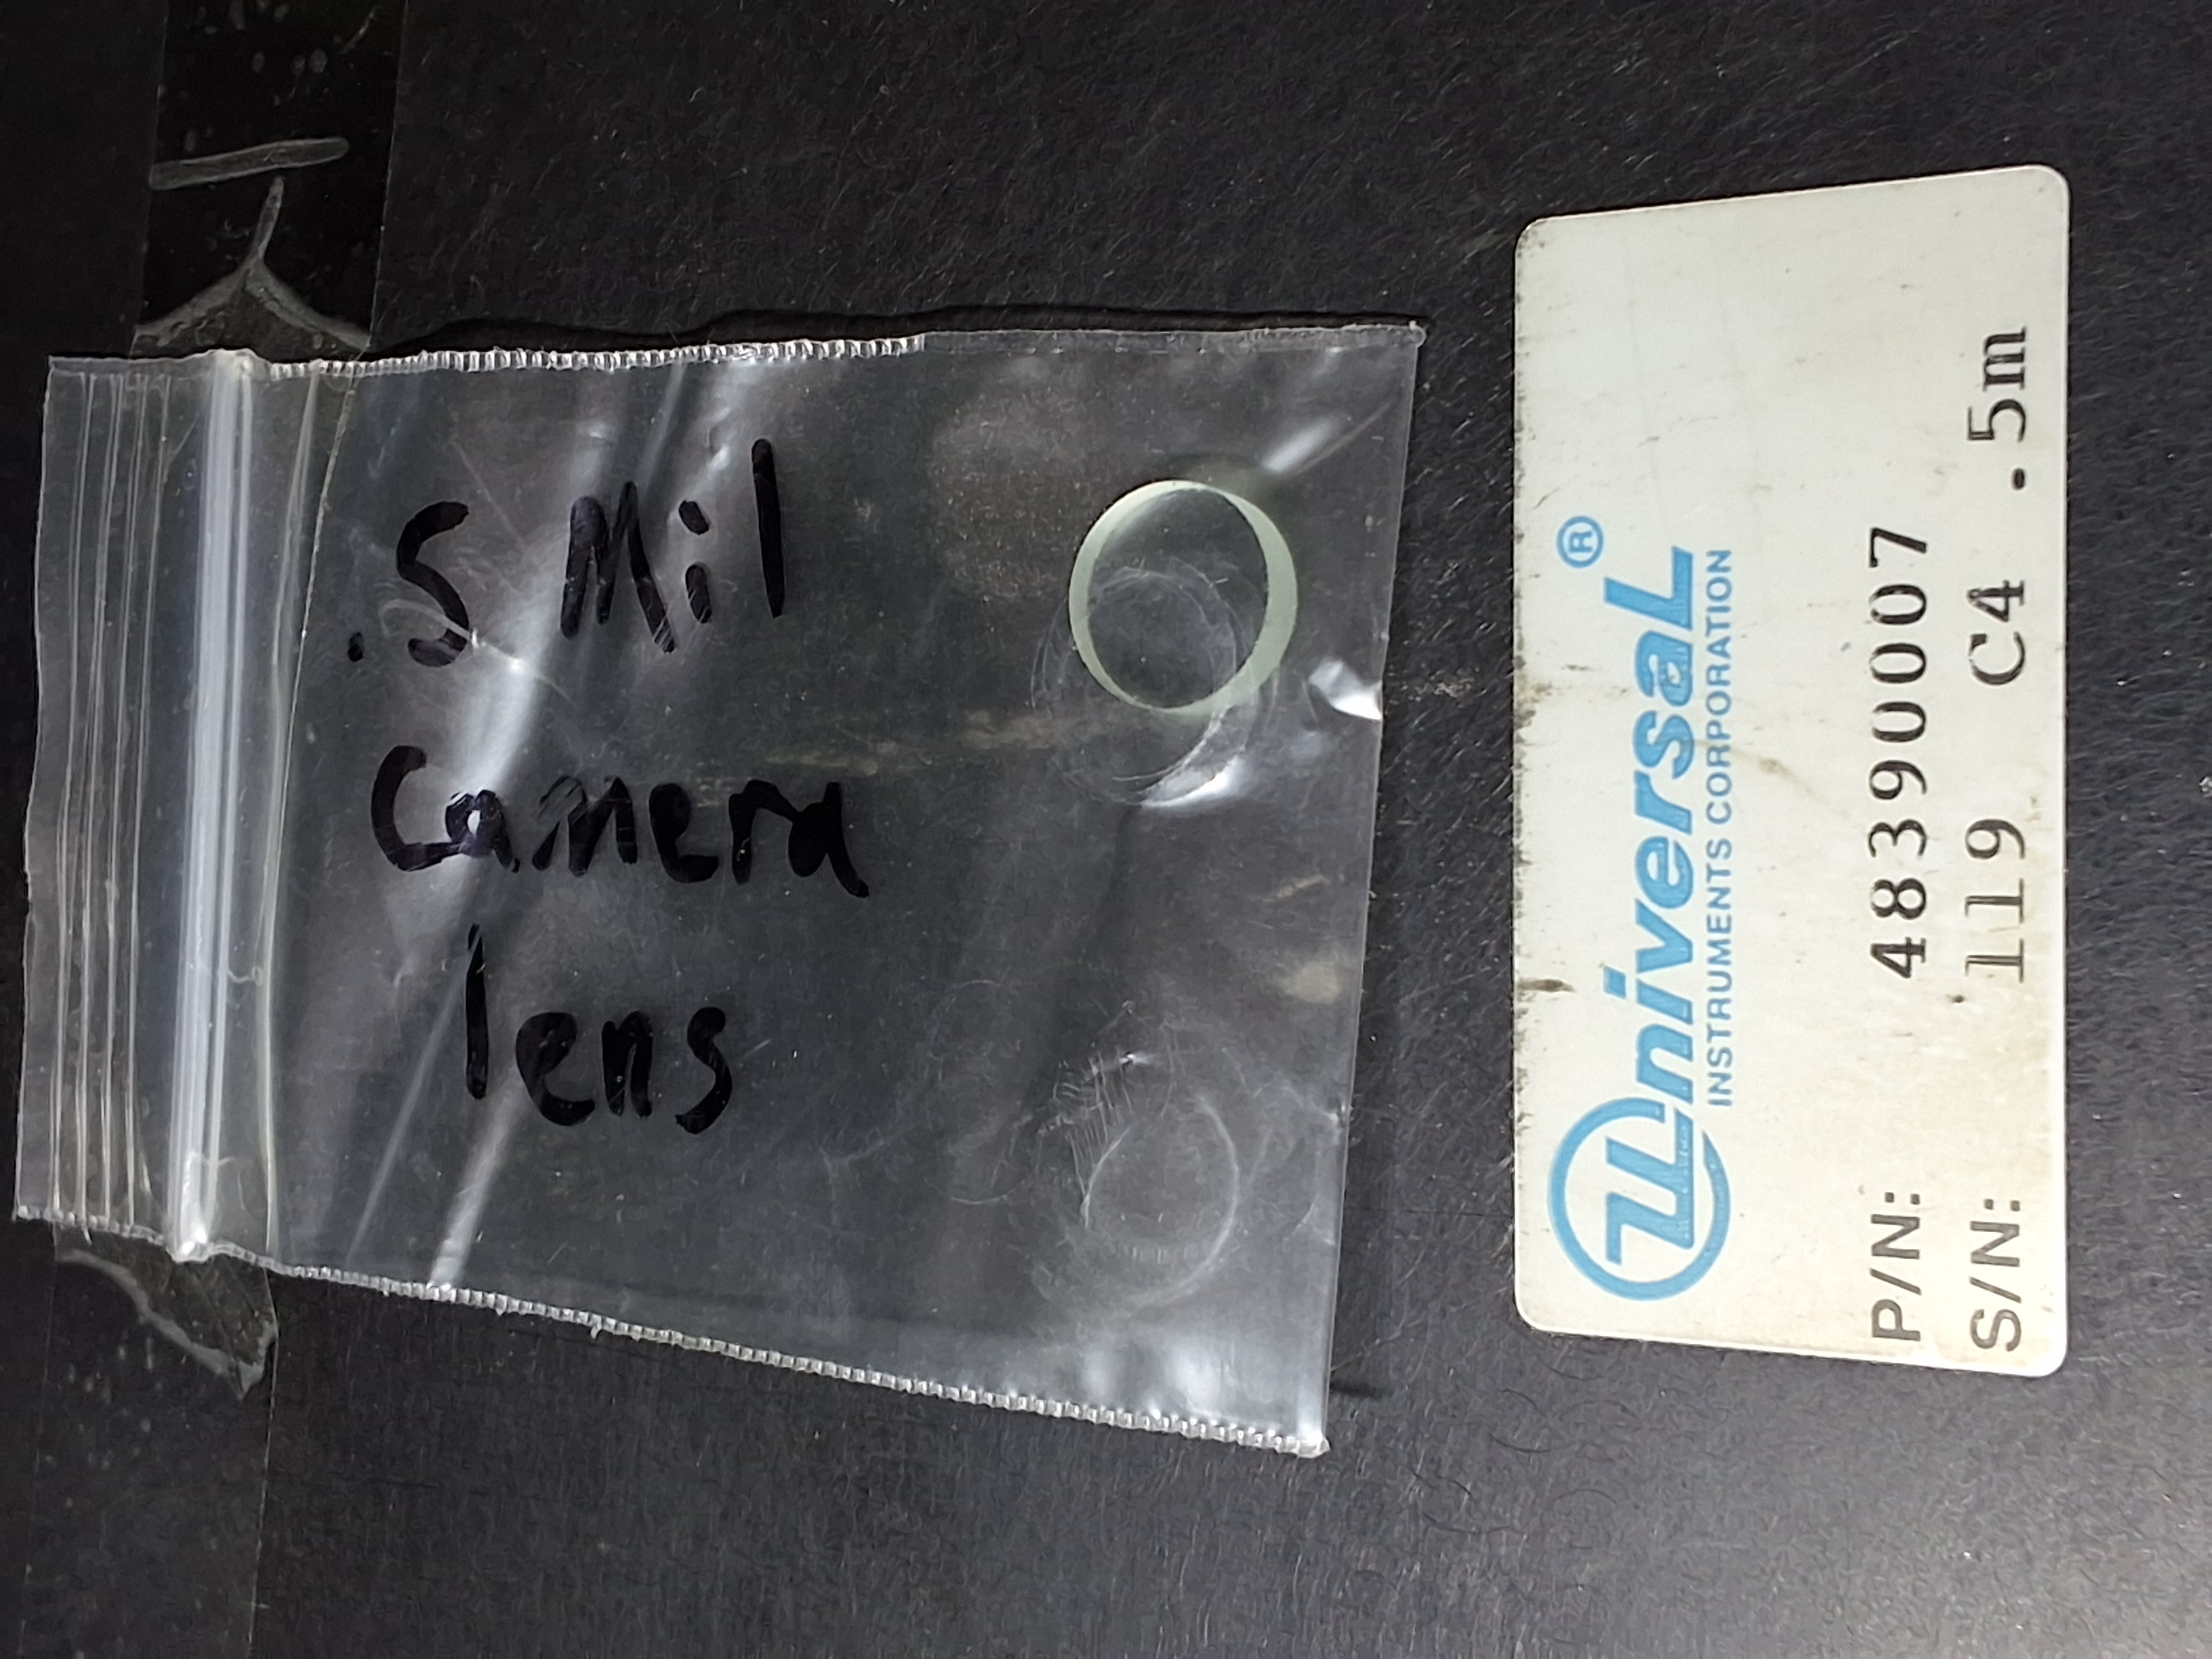 .5 Mil
Camera
lens
Universal®
INSTRUMENTS CORPORATION
P/N: 48390007
S/N: 119 C4 .5m